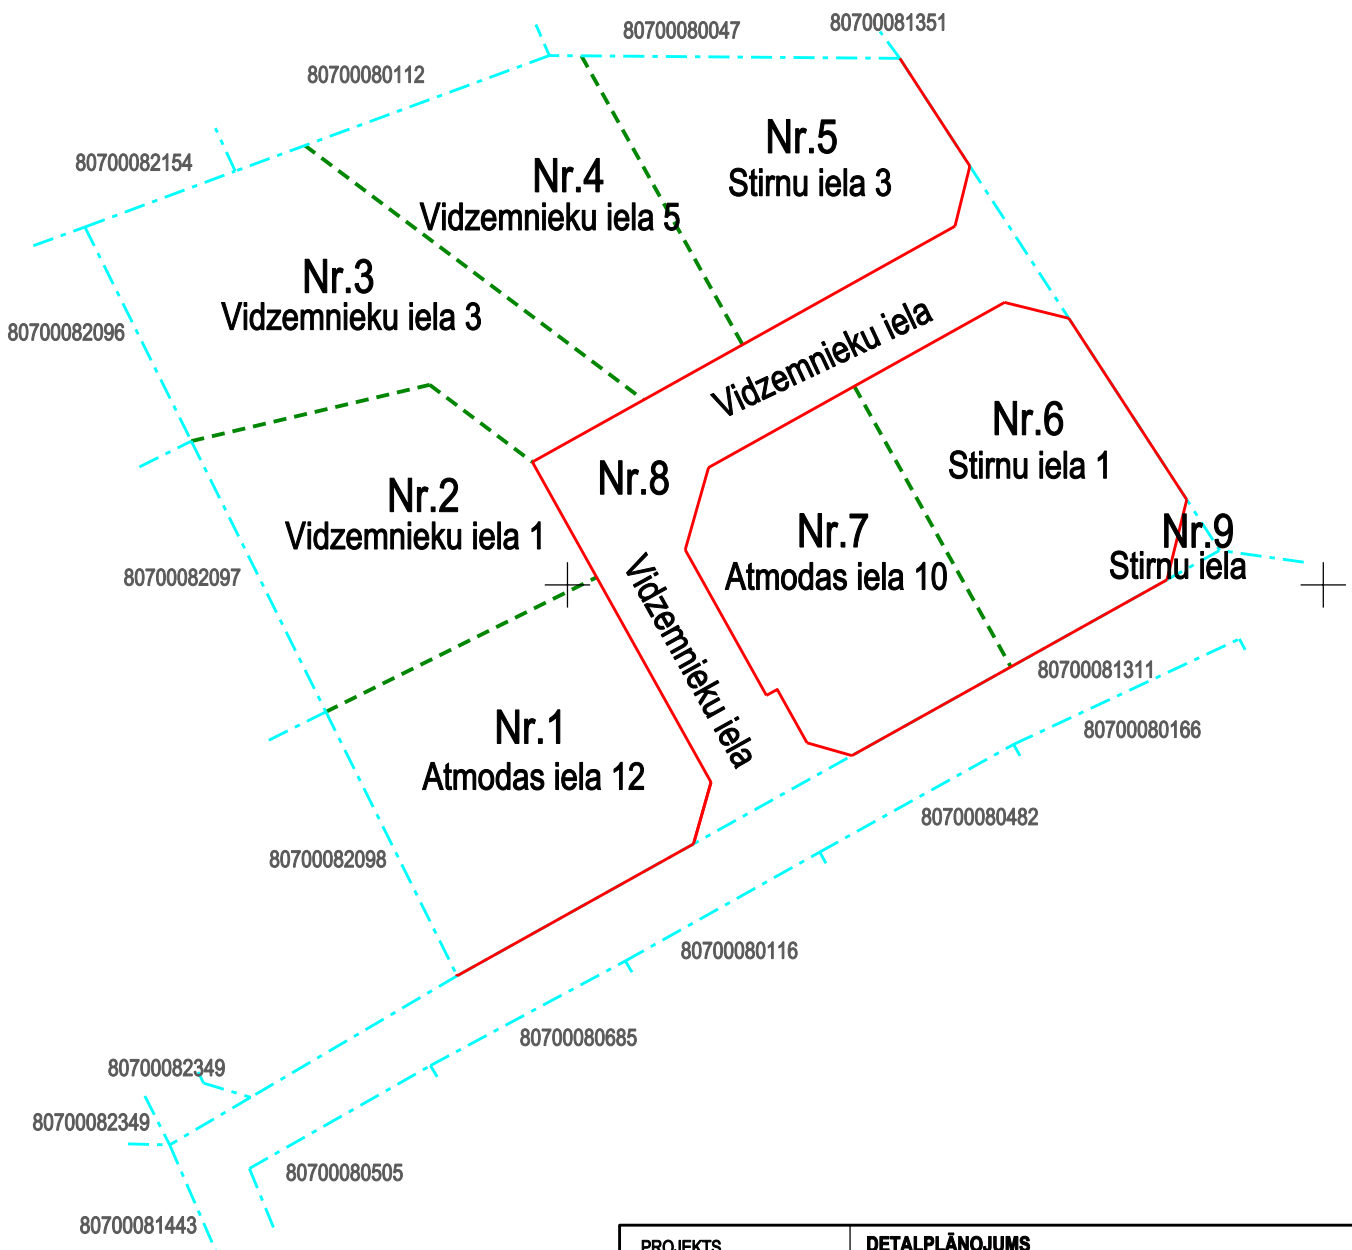 80700080047
80700081351
80700080112
80700082154
Nr.5
Stirnu iela 3
Nr.4
Vidzemnieku iela 5
Nr.3
Vidzemnieku iela 3
80700082096
Vidzemnieku iela
Nr.6
Stirnu iela 1
Nr.8
Nr.2
Vidzemnieku iela 1
Nr.7
Atmodas iela 10
Nr.9
Stirnu iela
80700082097
Vidzemnieku iela
80700081311
80700080166
Nr.1
Atmodas iela 12
80700080482
80700082098
80700080116
80700080685
80700082349
80700082349
80700080505
80700081443
PROJEKTS
DETALPLĀNOJUMS